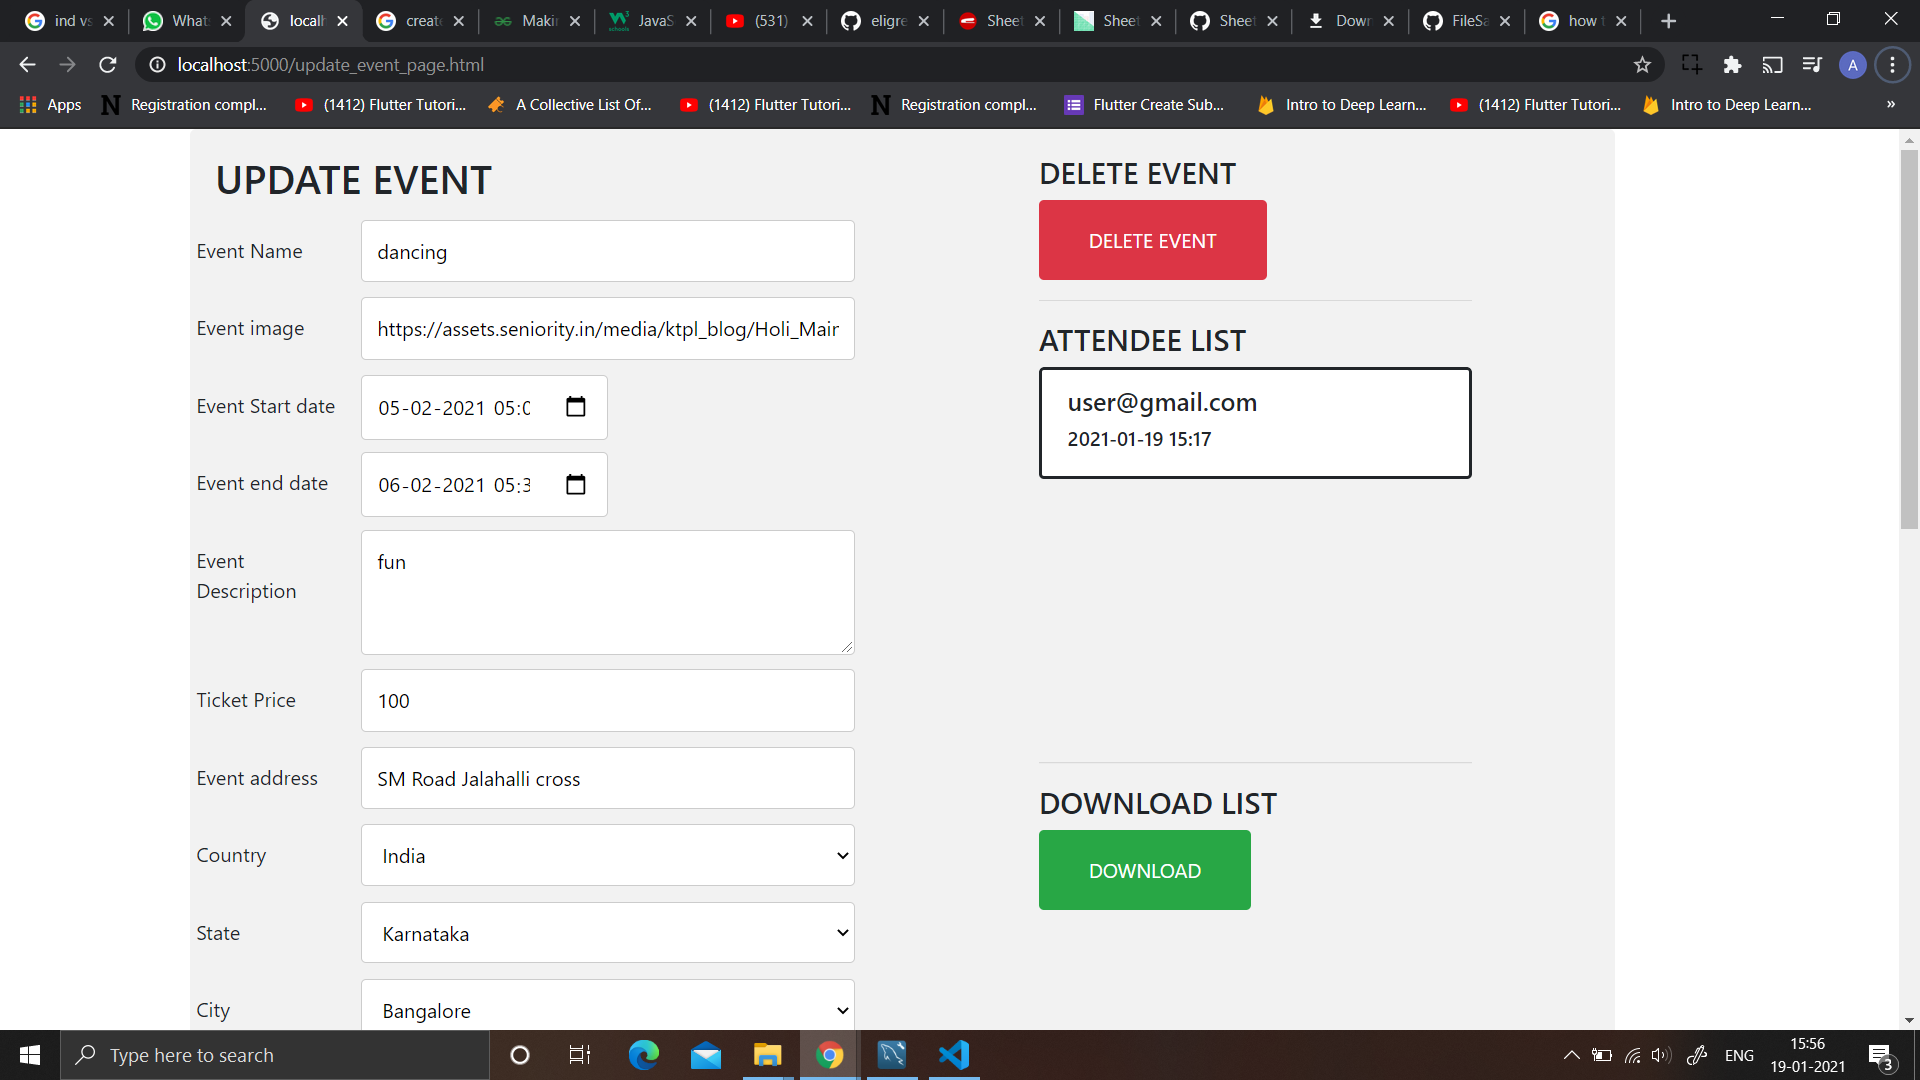 ind vs
Whats
localh
create
Makin
JavaS
(531)
eligre
Sheet
Sheet
Sheet
Down
FileSa
how t
localhost:5000/update_event_page.html
A
Apps
Registration compl...
(1412) Flutter Tutori...
A Collective List Of...
(1412) Flutter Tutori...
Registration compl...
Flutter Create Sub...
Intro to Deep Learn...
(1412) Flutter Tutori...
Intro to Deep Learn...
»
UPDATE EVENT
Event Name
dancing
Event image
https://assets.seniority.in/media/ktpl_blog/Holi_Mair
Event Start date
05-02-2021 05:0
Event end date
06-02-2021 05:3
Event
Description
fun
Ticket Price
100
Event address
SM Road Jalahalli cross
Country
India
State
Karnataka
City
Bangalore
DELETE EVENT
DELETE EVENT
ATTENDEE LIST
user@gmail.com
2021-01-19 15:17
DOWNLOAD LIST
DOWNLOAD
Type here to search
ENG
15:56
19-01-2021
3